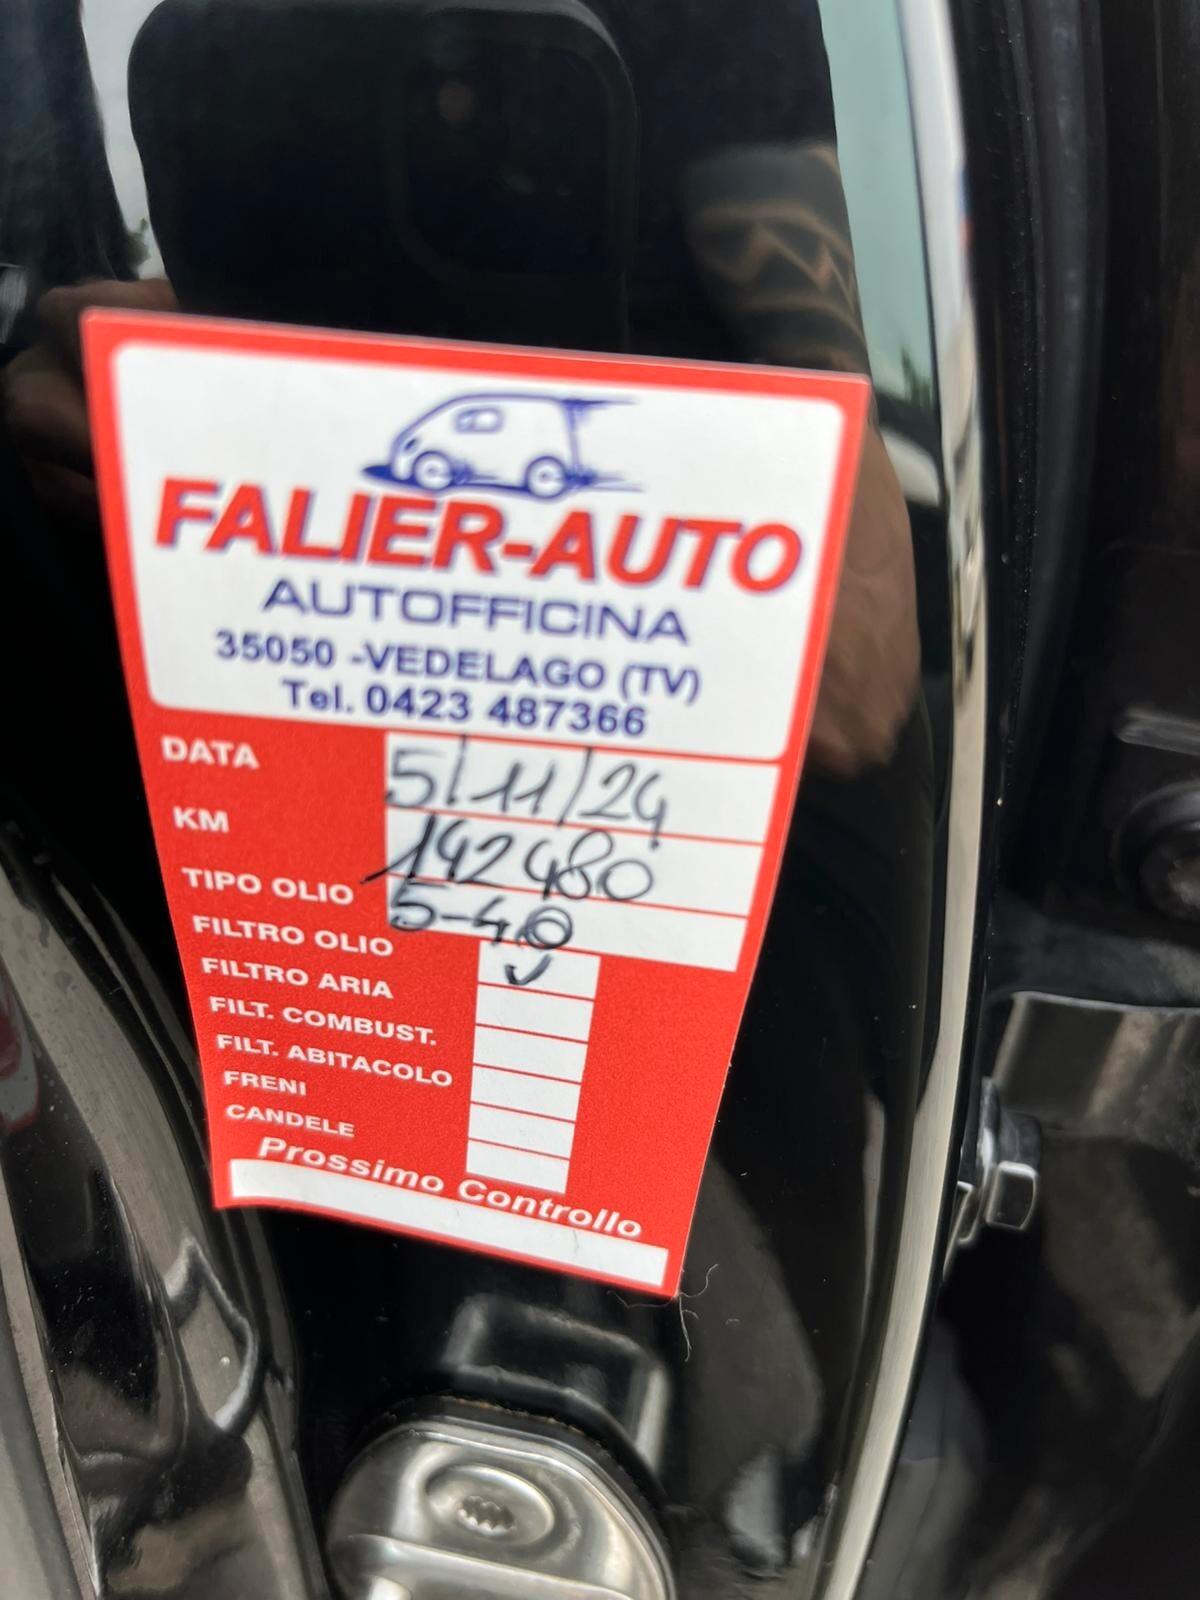 FALIER-AUTO
AUTOFFICINA
35050 -VEDELAGO (TV)
Tel. 0423 487366
DATA 5/11/24
KM 142480
TIPO OLIO 5-40
FILTRO OLIO ✓
FILTRO ARIA
FILT. COMBUST.
FILT. ABITACOLO
FRENI
CANDELE
Prossimo Controllo